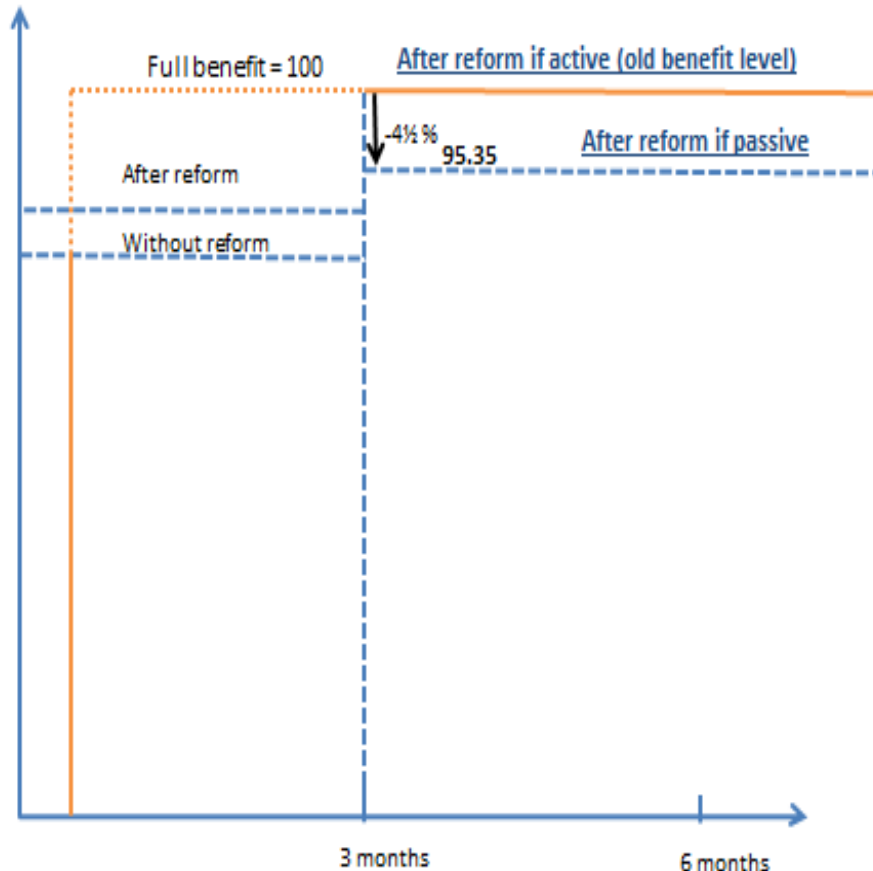 Full benefit = 100
After reform if active (old benefit level)
-4½ %
95.35
After reform if passive
After reform
Without reform
3 months
6 months